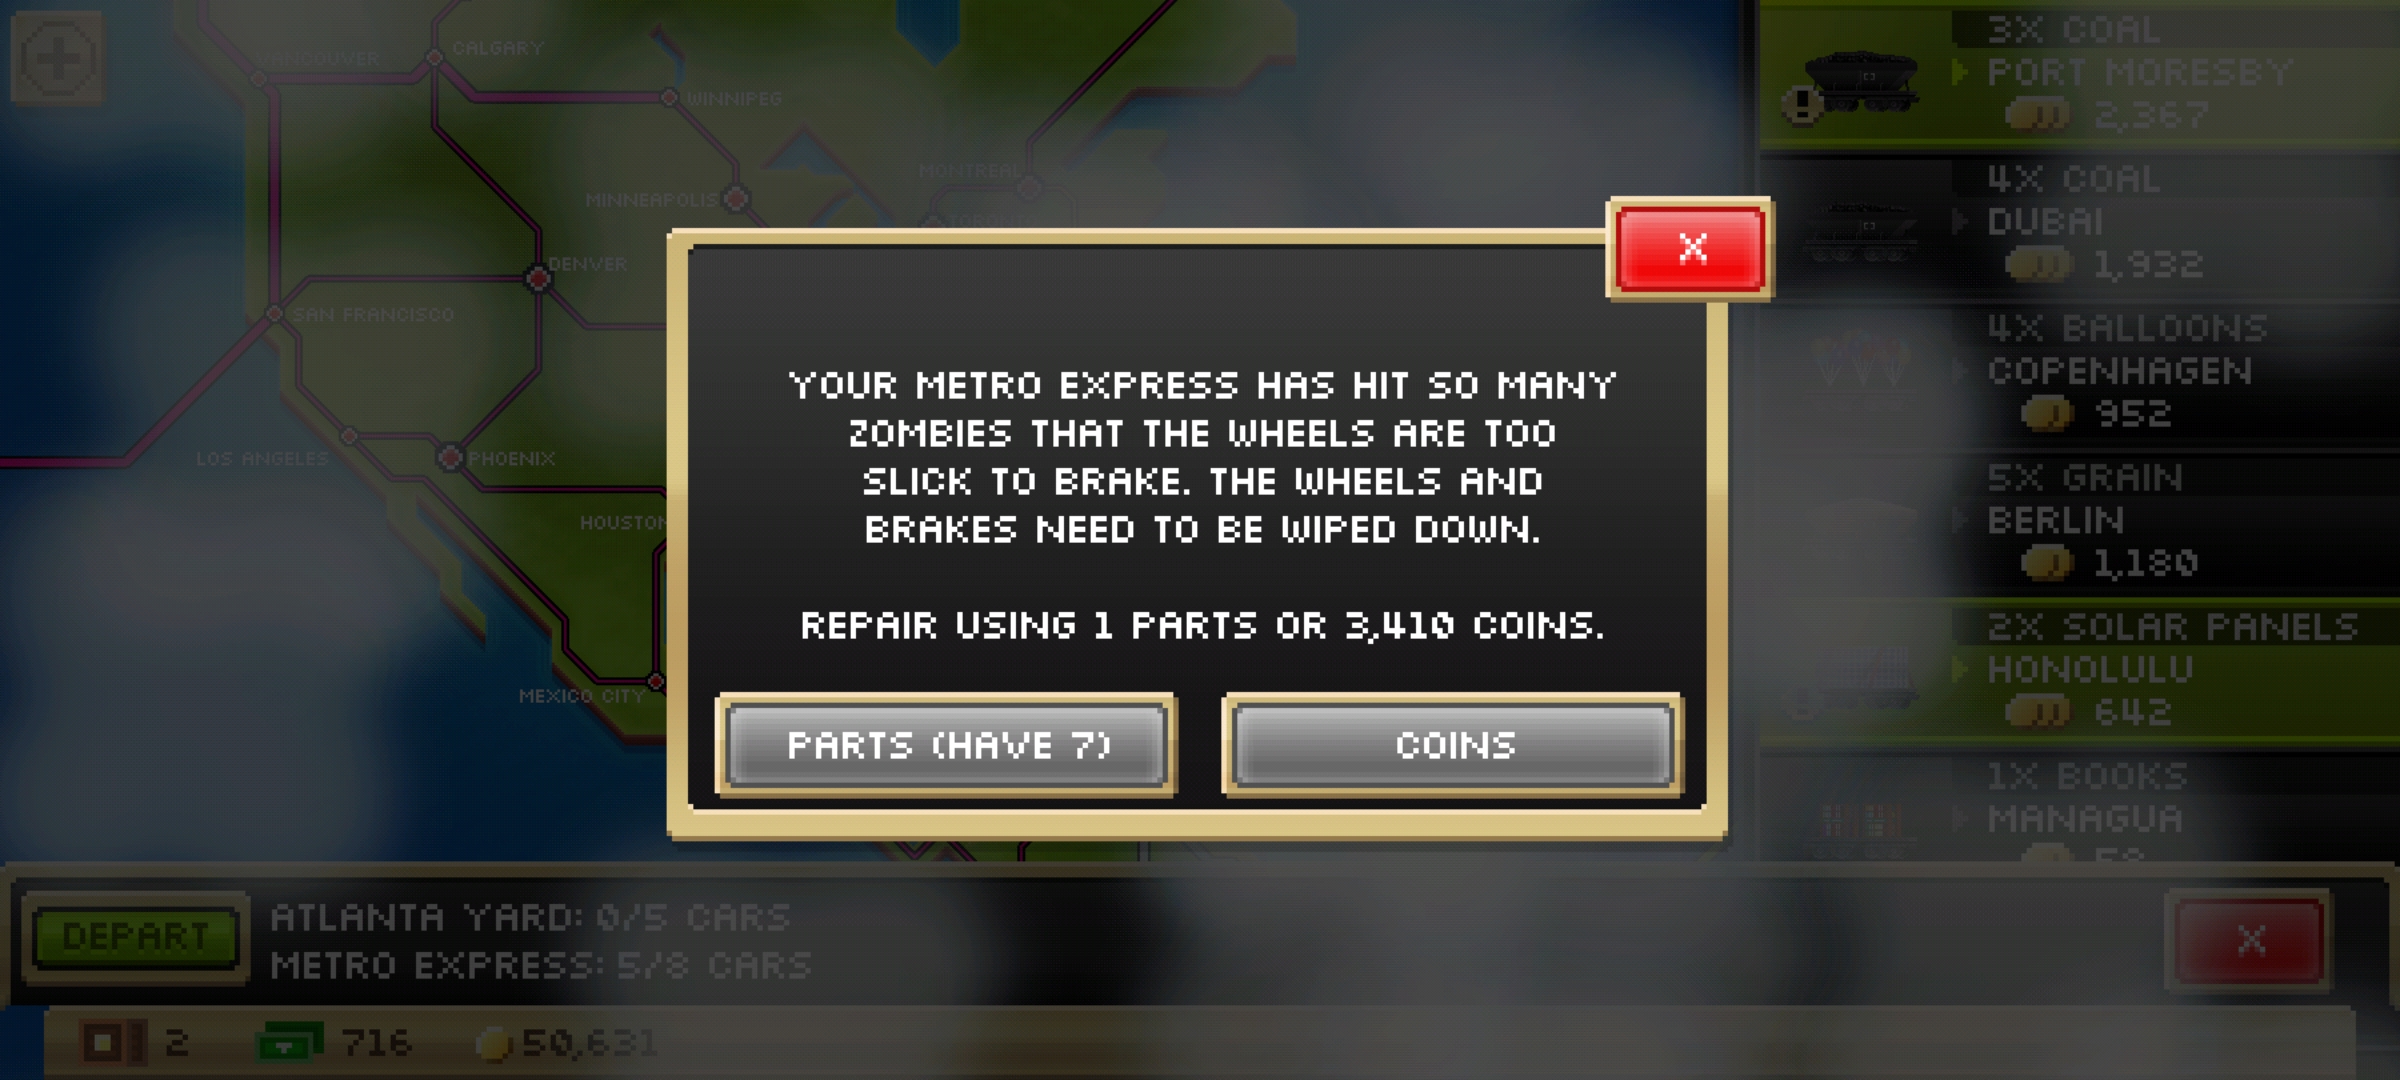 VANCOUVER
CALGARY
WINNIPEG
MINNEAPOLIS
MONTREAL
TORONTO
DENVER
SAN FRANCISCO
LOS ANGELES
PHOENIX
HOUSTON
MEXICO CITY
X
YOUR METRO EXPRESS HAS HIT SO MANY
ZOMBIES THAT THE WHEELS ARE TOO
SLICK TO BRAKE. THE WHEELS AND
BRAKES NEED TO BE WIPED DOWN.
REPAIR USING 1 PARTS OR 3,410 COINS.
PARTS (HAVE 7)
COINS
3X COAL
PORT MORESBY
2,367
4X COAL
DUBAI
1,932
4X BALLOONS
COPENHAGEN
952
5X GRAIN
BERLIN
1,180
2X SOLAR PANELS
HONOLULU
642
1X BOOKS
MANAGUA
DEPART
ATLANTA YARD: 0/5 CARS
METRO EXPRESS: 5/8 CARS
X
2
716
50,631